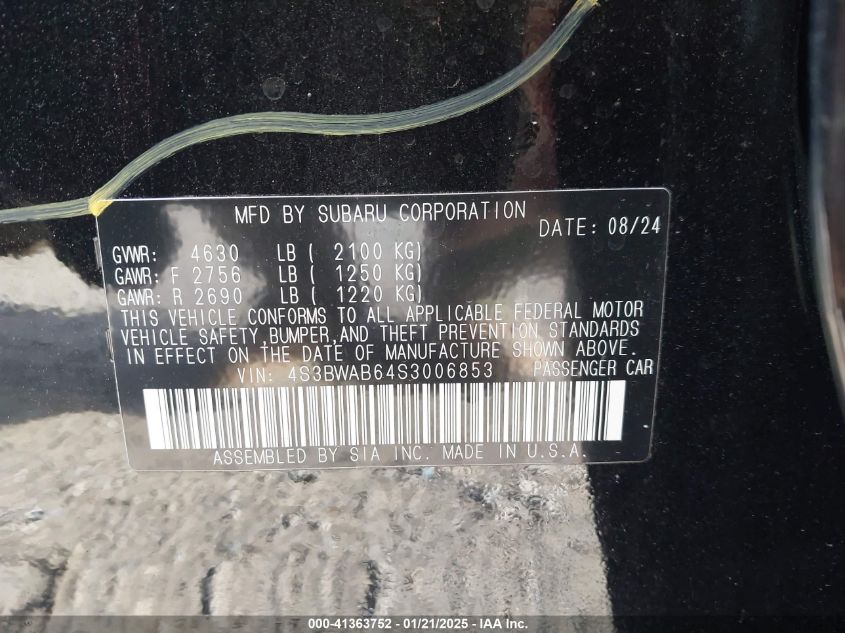 MFD BY SUBARU CORPORATION
DATE: 08/24
GVWR: 4630 LB ( 2100 KG)
GAWR: F 2756 LB ( 1250 KG)
GAWR: R 2690 LB ( 1220 KG)
THIS VEHICLE CONFORMS TO ALL APPLICABLE FEDERAL MOTOR
VEHICLE SAFETY,BUMPER,AND THEFT PREVENTION STANDARDS
IN EFFECT ON THE DATE OF MANUFACTURE SHOWN ABOVE.
VIN: 4S3BWAB64S3006853 PASSENGER CAR
ASSEMBLED BY SIA INC. MADE IN U.S.A.
000-41363752 - 01/21/2025 - IAA Inc.